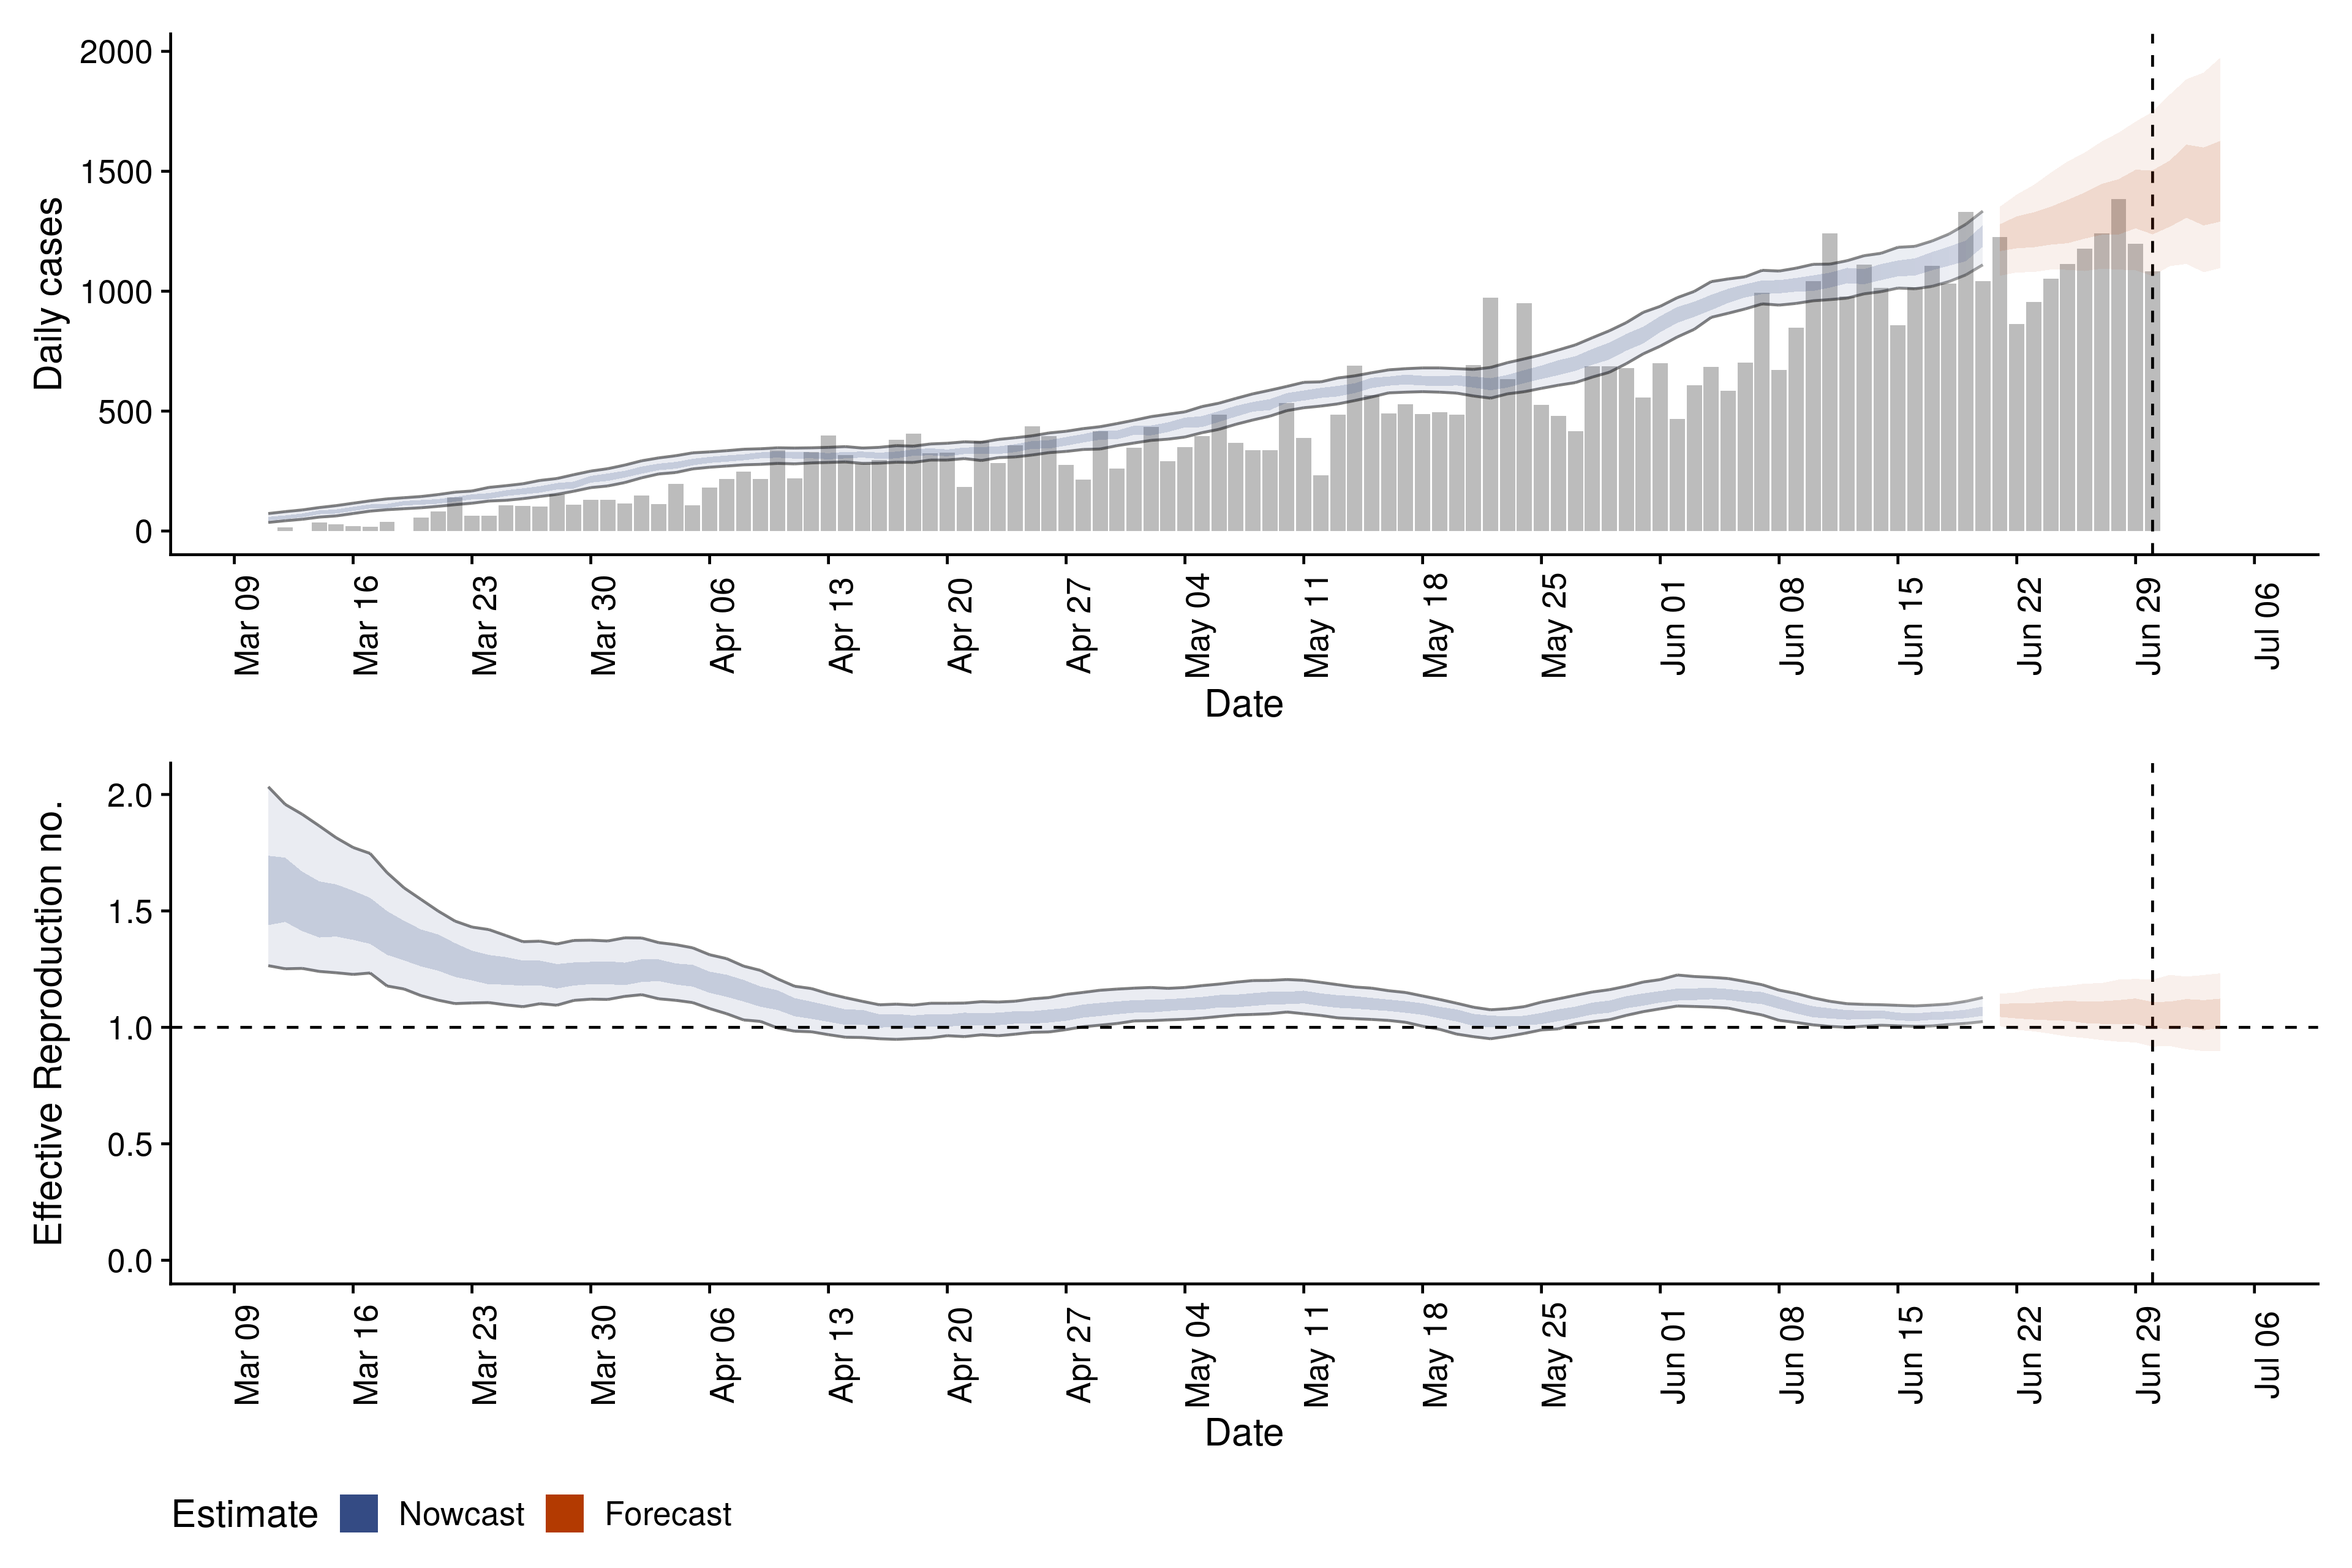 Daily cases
2000
1500
1000
500
0
Mar 09
Mar 16
Mar 23
Mar 30
Apr 06
Apr 13
Apr 20
Apr 27
May 04
May 11
May 18
May 25
Jun 01
Jun 08
Jun 15
Jun 22
Jun 29
Jul 06
Date
Effective Reproduction no.
2.0
1.5
1.0
0.5
0.0
Mar 09
Mar 16
Mar 23
Mar 30
Apr 06
Apr 13
Apr 20
Apr 27
May 04
May 11
May 18
May 25
Jun 01
Jun 08
Jun 15
Jun 22
Jun 29
Jul 06
Date
Estimate Nowcast Forecast